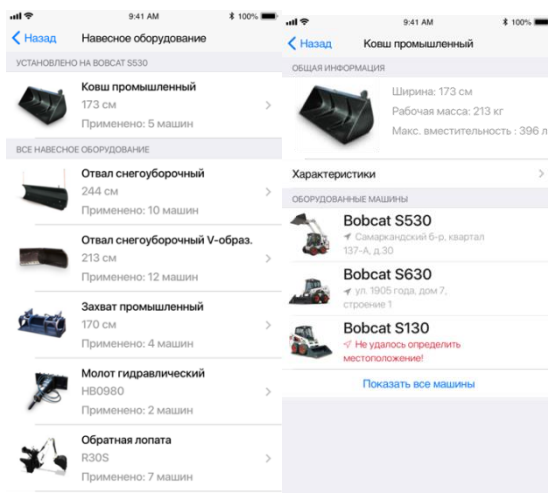 9:41 AM
100%
Назад
Навесное оборудование
УСТАНОВЛЕНО НА BOBCAT S530
Ковш промышленный
173 см
Применено: 5 машин
ВСЕ НАВЕСНОЕ ОБОРУДОВАНИЕ
Отвал снегоуборочный
244 см
Применено: 10 машин
Отвал снегоуборочный V-образ.
213 см
Применено: 12 машин
Захват промышленный
170 см
Применено: 4 машин
Молот гидравлический
HB0980
Применено: 2 машин
Обратная лопата
R30S
Применено: 7 машин
9:41 AM
100%
Назад
Ковш промышленный
ОБЩАЯ ИНФОРМАЦИЯ
Ширина: 173 см
Рабочая масса: 213 кг
Макс. вместительность : 396 л
Характеристики
ОБОРУДОВАННЫЕ МАШИНЫ
Bobcat S530
Самаркандский б-р, квартал
137-А, д.30
Bobcat S630
ул. 1905 года, дом 7,
строение 1
Bobcat S130
Не удалось определить
местоположение!
Показать все машины